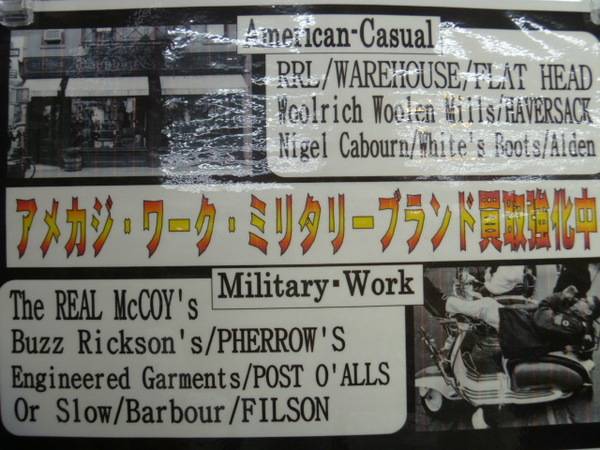 American-Casual
RRL/WAREHOUSE/FLAT HEAD
Woolrich Woolen Mills/HAVERSACK
Nigel Cabourn/White's Boots/Alden
アメカジ・ワーク・ミリタリーブランド買取強化中
Military・Work
The REAL McCOY's
Buzz Rickson's/PHERROW'S
Engineered Garments/POST O'ALLS
Or Slow/Barbour/FILSON